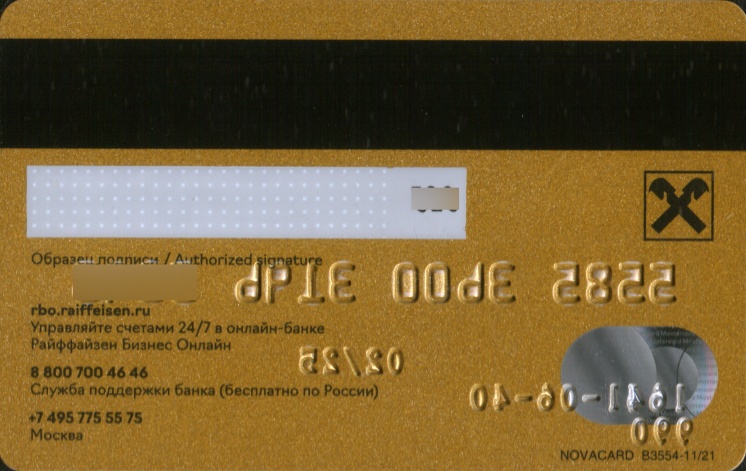 Образец подписи / Authorized signature
rbo.raiffeisen.ru
Управляйте счетами 24/7 в онлайн-банке
Райффайзен Бизнес Онлайн
02/25
8 800 700 46 46
Служба поддержки банка (бесплатно по России)
+7 495 775 55 75
Москва
NOVACARD B3554-11/21